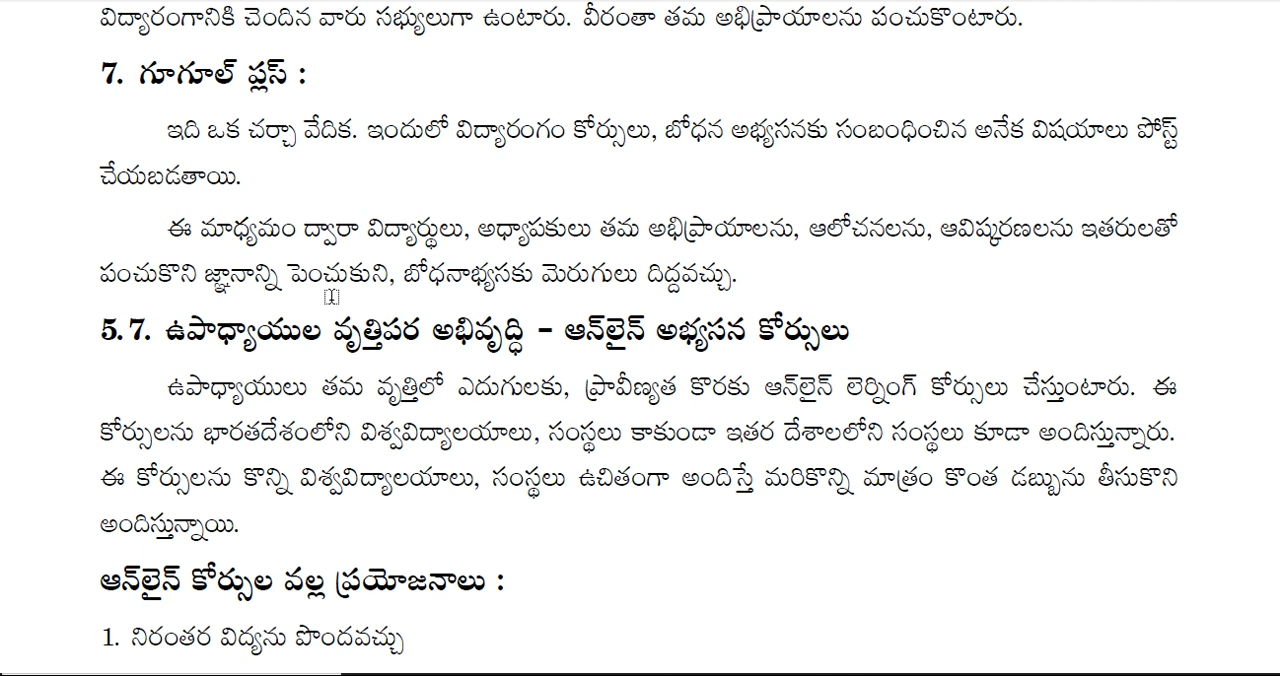 విద్యారంగానికి చెందిన వారు సభ్యులుగా ఉంటారు. వీరంతా తమ అభిప్రాయాలను పంచుకొంటారు.
7. గూగూల్ ప్లస్ :
ఇది ఒక చర్చా వేదిక. ఇందులో విద్యారంగం కోర్సులు, బోధన అభ్యసనకు సంబంధించిన అనేక విషయాలు పోస్ట్
చేయబడతాయి.
ఈ మాధ్యమం ద్వారా విద్యార్థులు, అధ్యాపకులు తమ అభిప్రాయాలను, ఆలోచనలను, ఆవిష్కరణలను ఇతరులతో
పంచుకొని జ్ఞానాన్ని పెంచుకుని, బోధనాభ్యసకు మెరుగులు దిద్దవచ్చు.
5.7. ఉపాధ్యాయుల వృత్తిపర అభివృద్ధి - ఆన్‌లైన్ అభ్యసన కోర్సులు
ఉపాధ్యాయులు తమ వృత్తిలో ఎదుగులకు, ప్రావీణ్యత కొరకు ఆన్‌లైన్ లెర్నింగ్ కోర్సులు చేస్తుంటారు. ఈ
కోర్సులను భారతదేశంలోని విశ్వవిద్యాలయాలు, సంస్థలు కాకుండా ఇతర దేశాలలోని సంస్థలు కూడా అందిస్తున్నారు.
ఈ కోర్సులను కొన్ని విశ్వవిద్యాలయాలు, సంస్థలు ఉచితంగా అందిస్తే మరికొన్ని మాత్రం కొంత డబ్బును తీసుకొని
అందిస్తున్నాయి.
ఆన్‌లైన్ కోర్సుల వల్ల ప్రయోజనాలు :
1. నిరంతర విద్యను పొందవచ్చు